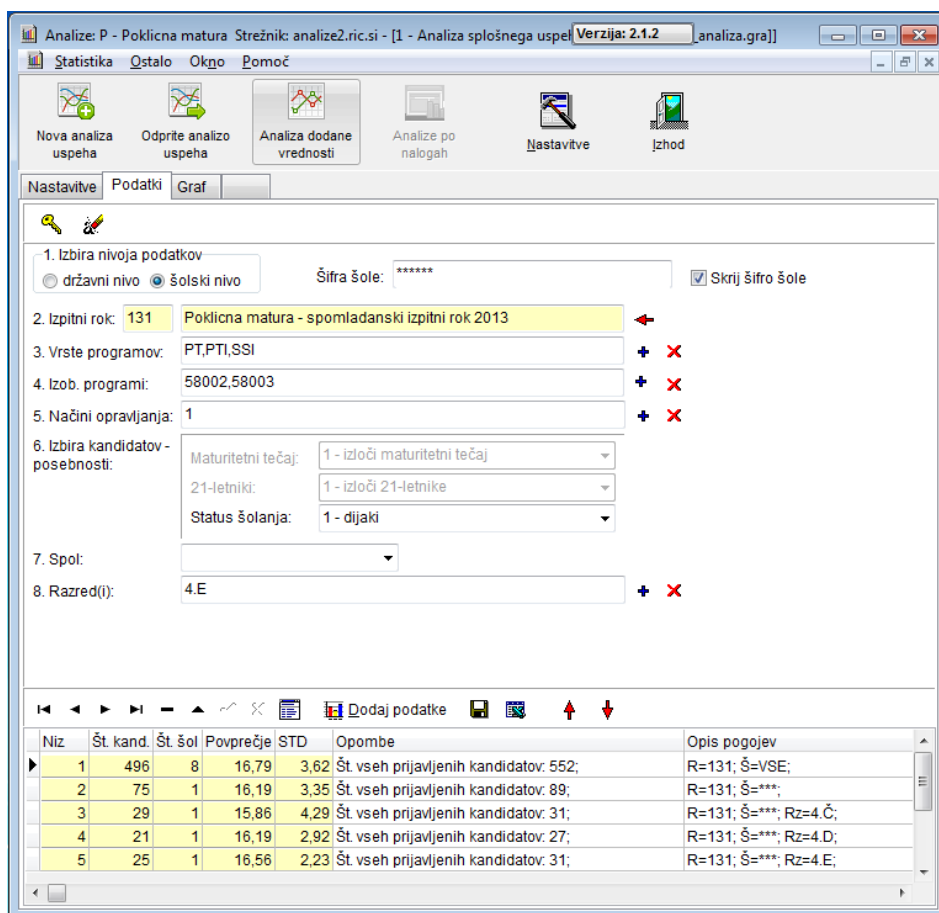 Analize: P - Poklicna matura Strežnik: analize2.ric.si - [1 - Analiza splošnega uspeh Verzija: 2.1.2 _analiza.gra]]
Statistika Ostalo Okno Pomoč
Nova analiza uspeha
Odprite analizo uspeha
Analiza dodane vrednosti
Analize po nalogah
Nastavitve
Izhod
Nastavitve Podatki Graf
1. Izbira nivoja podatkov
državni nivo šolski nivo Šifra šole: ****** Skrij šifro šole
2. Izpitni rok: 131 Poklicna matura - spomladanski izpitni rok 2013
3. Vrste programov: PT,PTI,SSI
4. Izob. programi: 58002,58003
5. Načini opravljanja: 1
6. Izbira kandidatov - posebnosti:
Maturitetni tečaj: 1 - izloči maturitetni tečaj
21-letniki: 1 - izloči 21-letnike
Status šolanja: 1 - dijaki
7. Spol:
8. Razred(i): 4.E
Dodaj podatke
Niz Št. kand. Št. šol Povprečje STD Opombe Opis pogojev
1 496 8 16,79 3,62 Št. vseh prijavljenih kandidatov: 552; R=131; Š=VSE;
2 75 1 16,19 3,35 Št. vseh prijavljenih kandidatov: 89; R=131; Š=***;
3 29 1 15,86 4,29 Št. vseh prijavljenih kandidatov: 31; R=131; Š=***; Rz=4.Č;
4 21 1 16,19 2,92 Št. vseh prijavljenih kandidatov: 27; R=131; Š=***; Rz=4.D;
5 25 1 16,56 2,23 Št. vseh prijavljenih kandidatov: 31; R=131; Š=***; Rz=4.E;